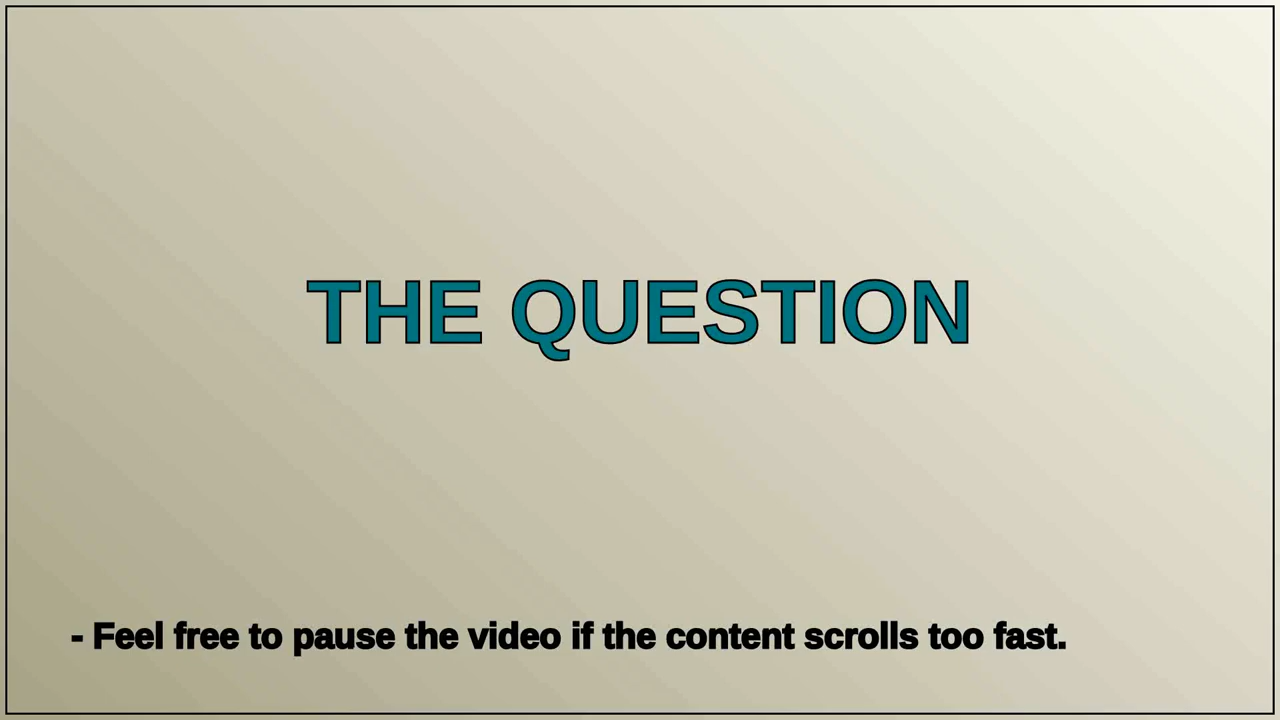 THE QUESTION
- Feel free to pause the video if the content scrolls too fast.